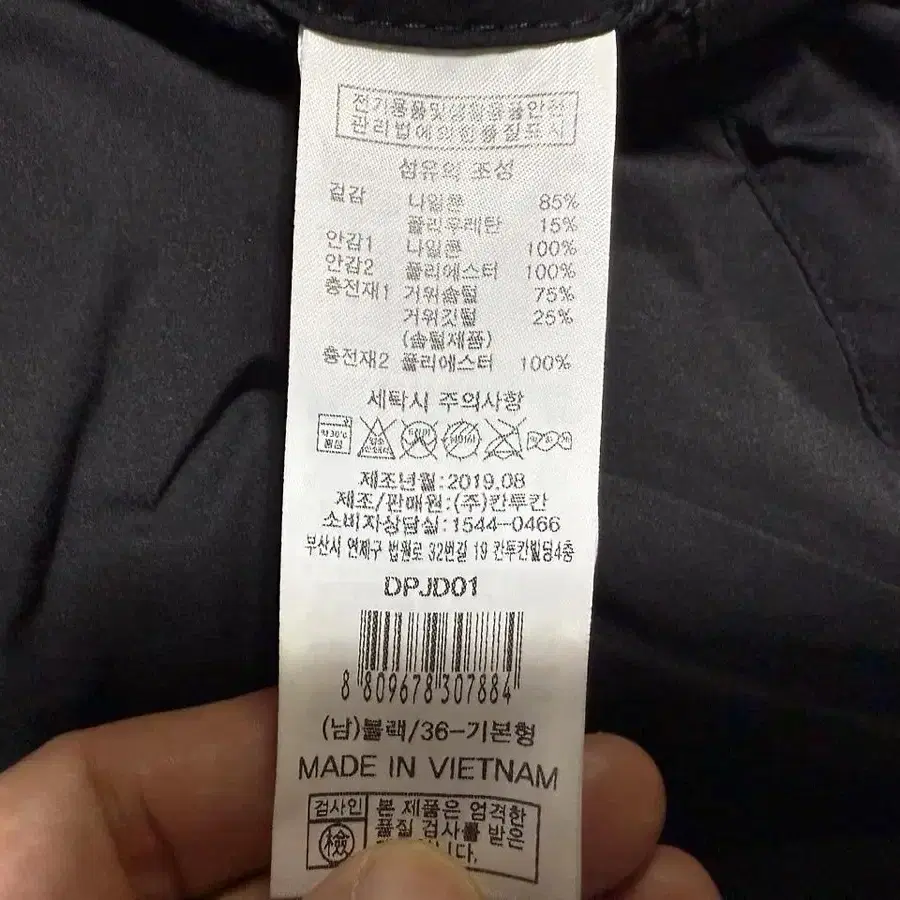 전기용품및생활용품안전
관리법에의한품질표시
섬유의 조성
겉감 나일론 85%
폴리우레탄 15%
안감1 나일론 100%
안감2 폴리에스터 100%
충전재1 거위솜털 75%
거위깃털 25%
(솜털제품)
충전재2 폴리에스터 100%
세탁시 주의사항
약30℃
중성
제조년월:2019.08
제조/판매원:(주)칸투칸
소비자상담실:1544-0466
부산시 연제구 법원로 32번길 19 칸투칸빌딩4층
DPJD01
8 809678 307884
(남)블랙/36-기본형
MADE IN VIETNAM
검사인
檢
본 제품은 엄격한
품질 검사를 받은